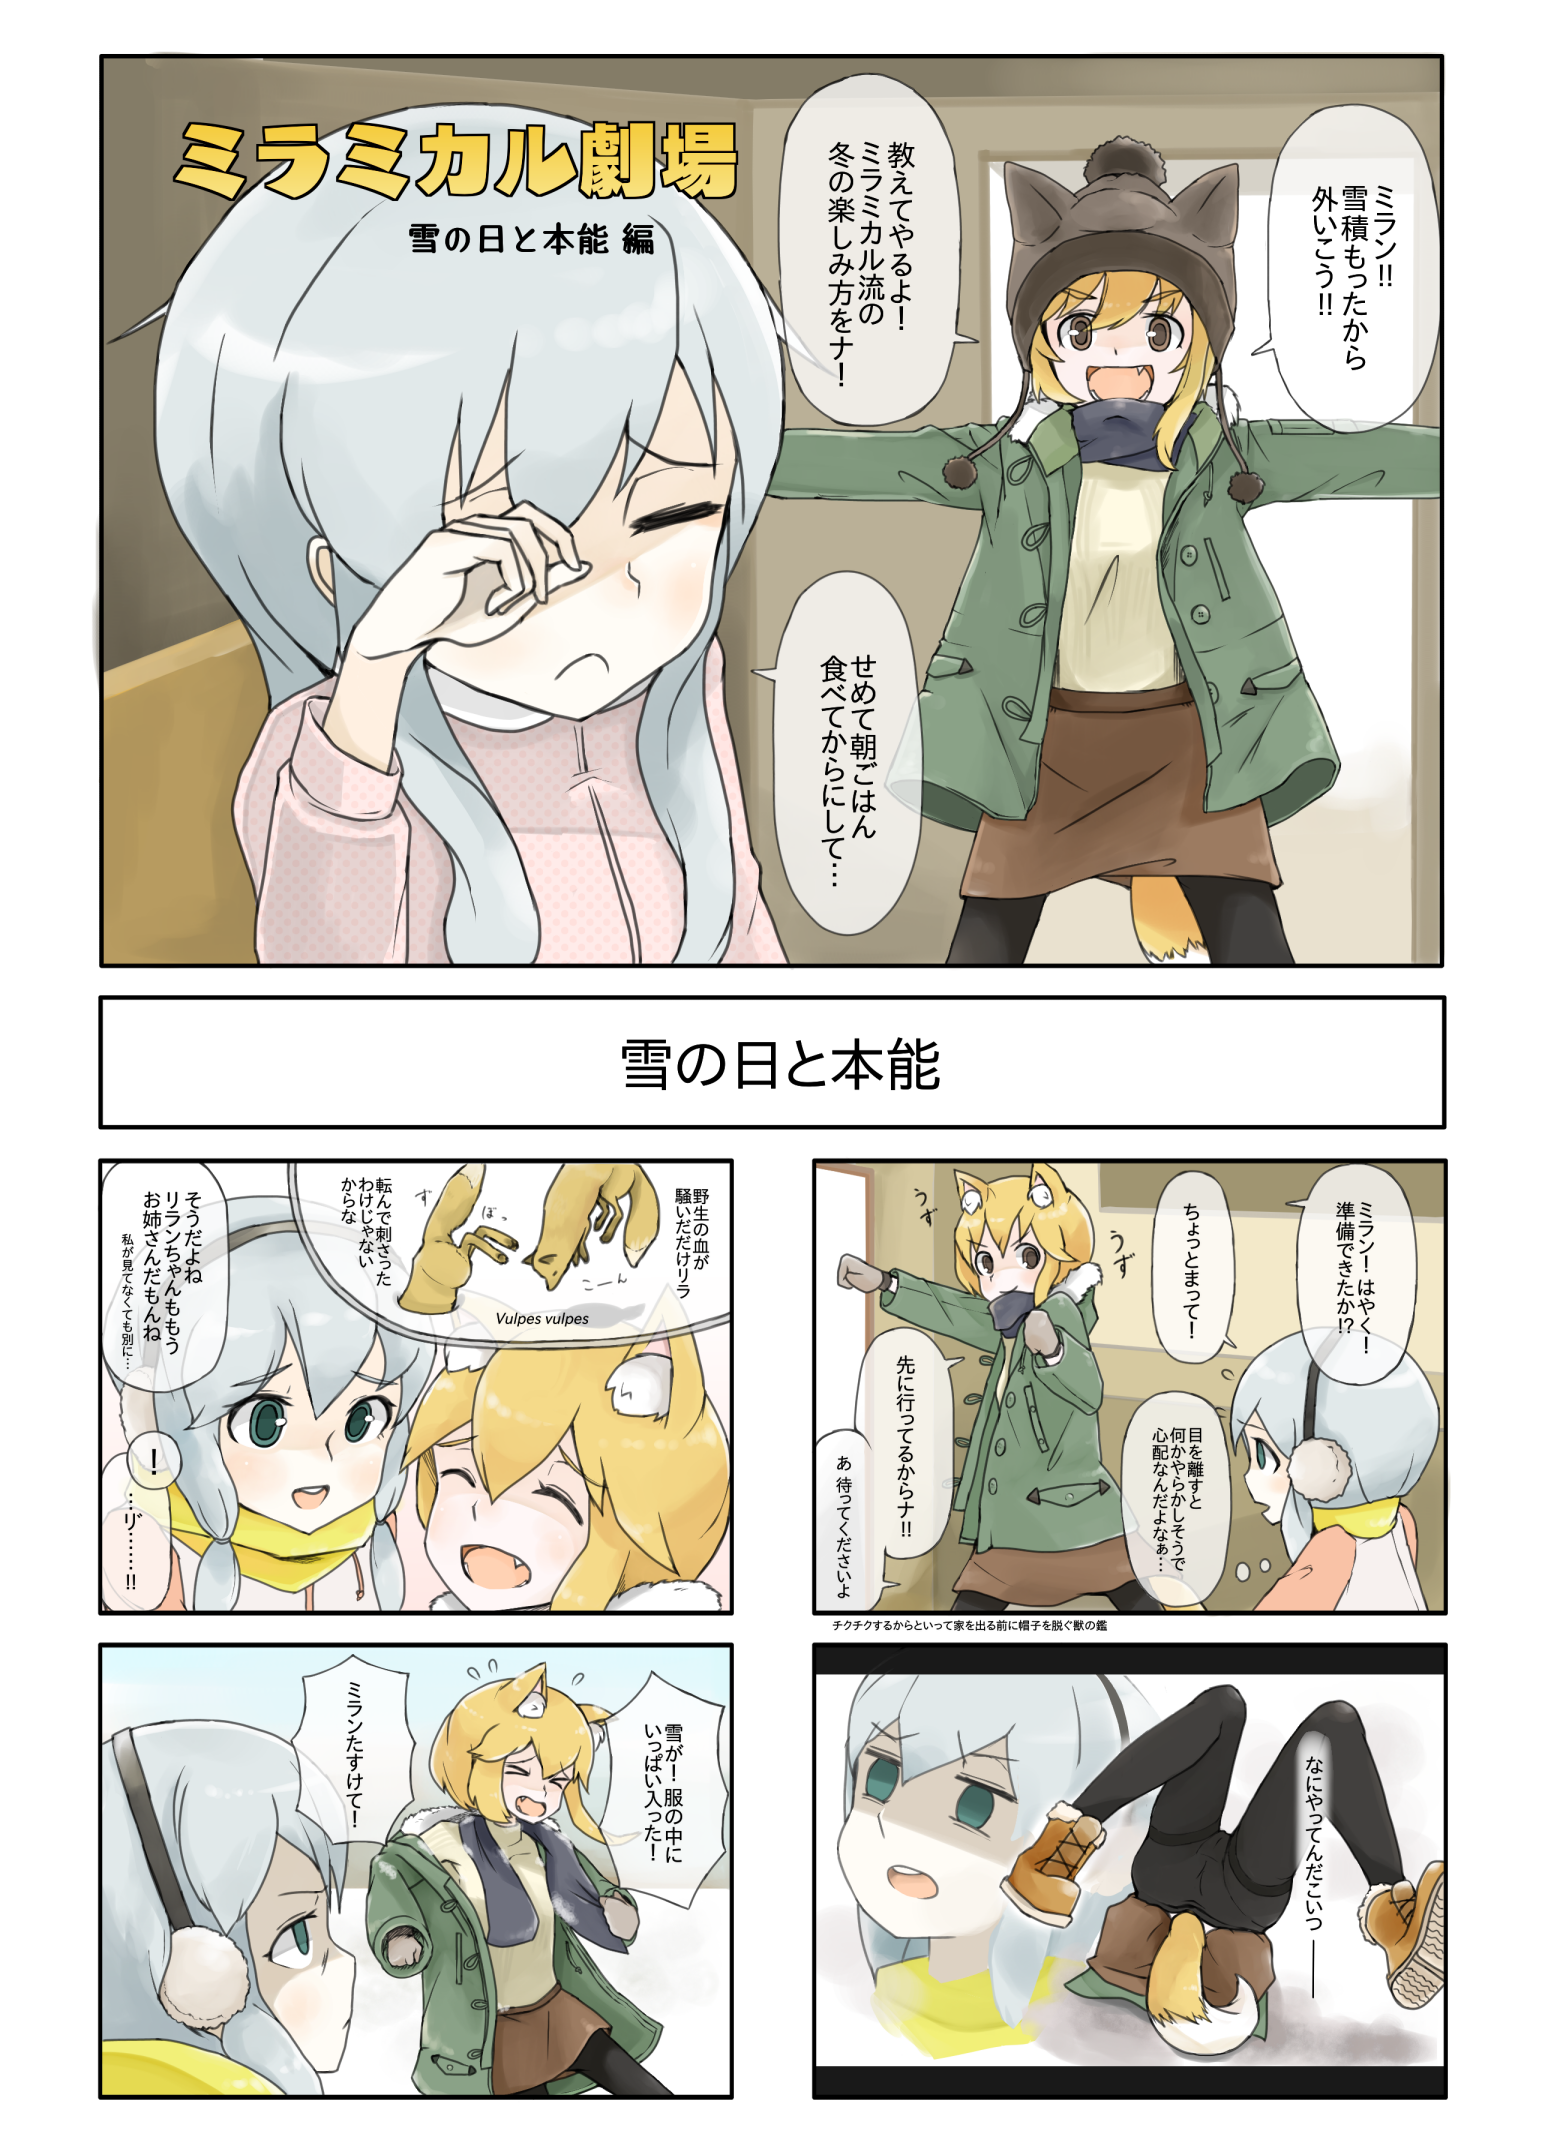 ミラミカル劇場
雪の日と本能 編
ミラン!!
雪積もったから
外いこう!!
教えてやるよ！
ミラミカル流の
冬の楽しみ方をナ！
せめて朝ごはん
食べてからにして…
雪の日と本能
ミラン！はやく！
準備できたか!?
ちょっとまって！
うず
うず
先に行ってるからナ!!
目を離すと
何かやらかしそうで
心配なんだよなぁ…
あ 待ってくださいよ
チクチクするからといって家を出る前に帽子を脱ぐ獣の鑑
なにやってんだこいつ――
野生の血が
騒いだだけリラ
こーん
ぼっ
ず
Vulpes vulpes
転んで刺さった
わけじゃない
からな
そうだよね
リランちゃんももう
お姉さんだもんね
私が見てなくても別に…
！
…リ゛……!!
雪が！服の中に
いっぱい入った！
ミランたすけて！